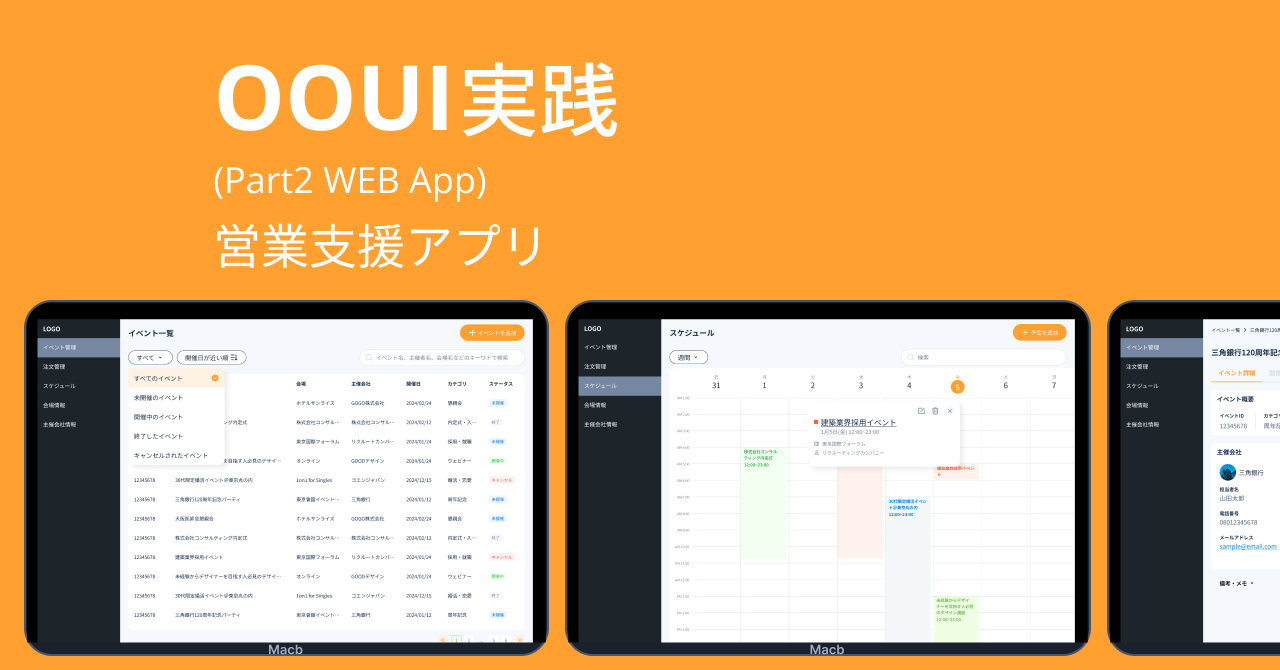 OOUI実践
(Part2 WEB App)
営業支援アプリ
LOGO
イベント管理
注文管理
スケジュール
会場情報
主催会社情報
イベント一覧
イベントを追加
すべて
開催日が近い順
イベント名、主催者名、会場名などのキーワードで検索
すべてのイベント
未開催のイベント
開催中のイベント
終了したイベント
キャンセルされたイベント
会場 主催会社 開催日 カテゴリ ステータス
ホテルサンライズ GOGO株式会社 2024/02/24 懇親会 未開催
グ内定式 株式会社コンサル… 株式会社コンサル… 2024/02/12 内定式・入… 終了
東京国際フォーラム リクルートカンパ… 2024/01/24 採用・就職 未開催
を目指す人必見のデザイ… オンライン GOODデザイン 2024/01/24 ウェビナー 開催中
12345678 30代限定婚活イベント@東京丸の内 1on1 for Singles ゴエンジャパン 2024/12/15 婚活・恋愛 キャンセル
12345678 三角銀行120周年記念パーティ 東京會舘イベント… 三角銀行 2024/01/12 周年記念 未開催
12345678 大阪医師会懇親会 ホテルサンライズ GOGO株式会社 2024/02/24 懇親会 未開催
12345678 株式会社コンサルティング内定式 株式会社コンサル… 株式会社コンサル… 2024/02/12 内定式・入… 終了
12345678 建築業界採用イベント 東京国際フォーラム リクルートカンパ… 2024/01/24 採用・就職 キャンセル
12345678 未経験からデザイナーを目指す人必見のデザイ… オンライン GOODデザイン 2024/01/24 ウェビナー 開催中
12345678 30代限定婚活イベント@東京丸の内 1on1 for Singles ゴエンジャパン 2024/12/15 婚活・恋愛 終了
12345678 三角銀行120周年記念パーティ 東京會舘イベント… 三角銀行 2024/01/12 周年記念 未開催
Macb
LOGO
イベント管理
注文管理
スケジュール
会場情報
主催会社情報
スケジュール
予定を追加
週間
検索
日 月 火 水 木 金 土 日
31 1 2 3 4 5 6 7
建築業界採用イベント
1月5日(金) 12:00~23:00
東京国際フォーラム
リクルートカンパニー
株式会社コンサル
ティング内定式
12:00~23:00
建築業界採用イベン
ト
30代限定婚活イベン
ト@東京丸の内
12:00~23:00
未経験からデザイ
ナーを目指す人必見
のデザイン講座
12:00~23:00
Macb
LOGO
イベント管理
注文管理
スケジュール
会場情報
主催会社情報
イベント一覧 三角銀行120周
三角銀行120周年記
イベント詳細
イベント概要
イベントID カテゴ
12345678 周年記
主催会社
三角銀行
担当者名
山田太郎
電話番号
08012345678
メールアドレス
sample@email.com
備考・メモ